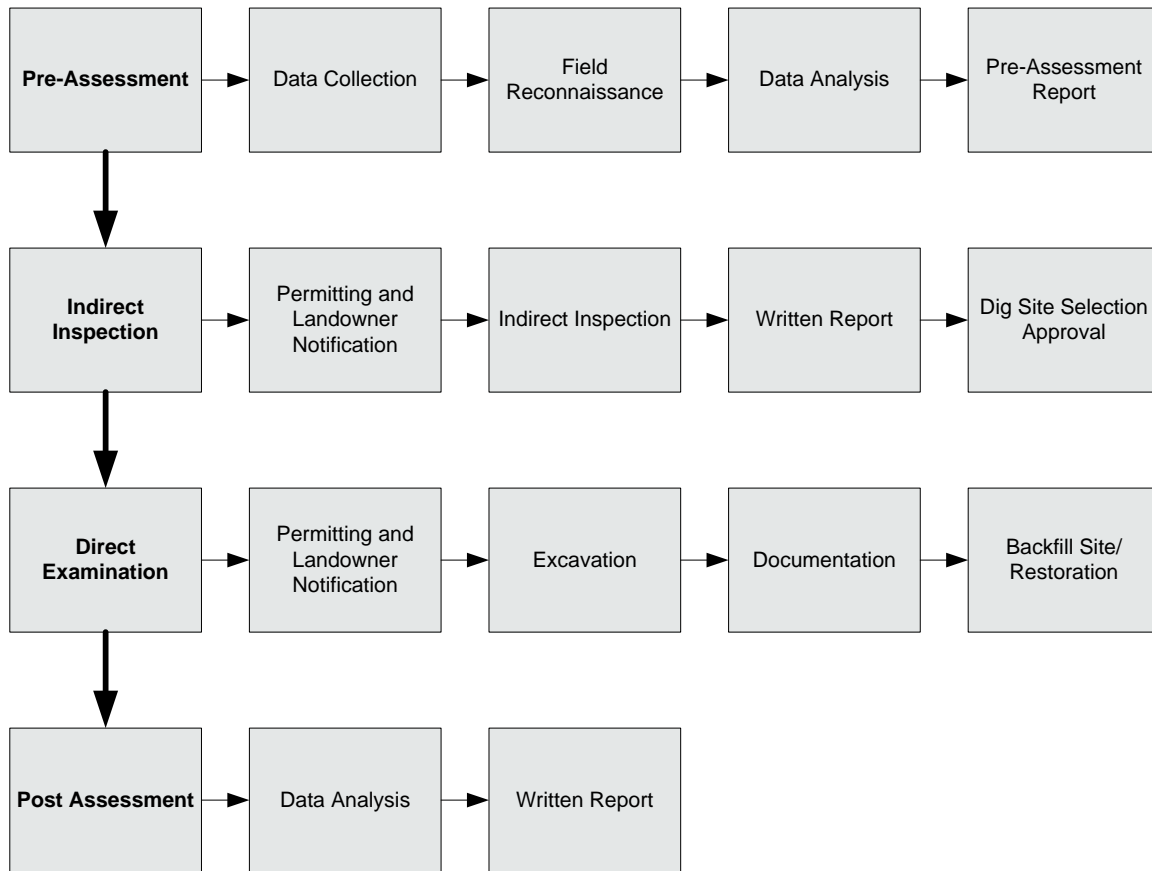 Pre-Assessment
Data Collection
Field
Reconnaissance
Data Analysis
Pre-Assessment
Report
Indirect
Inspection
Permitting and
Landowner
Notification
Indirect Inspection
Written Report
Dig Site Selection
Approval
Direct
Examination
Permitting and
Landowner
Notification
Excavation
Documentation
Backfill Site/
Restoration
Post Assessment
Data Analysis
Written Report